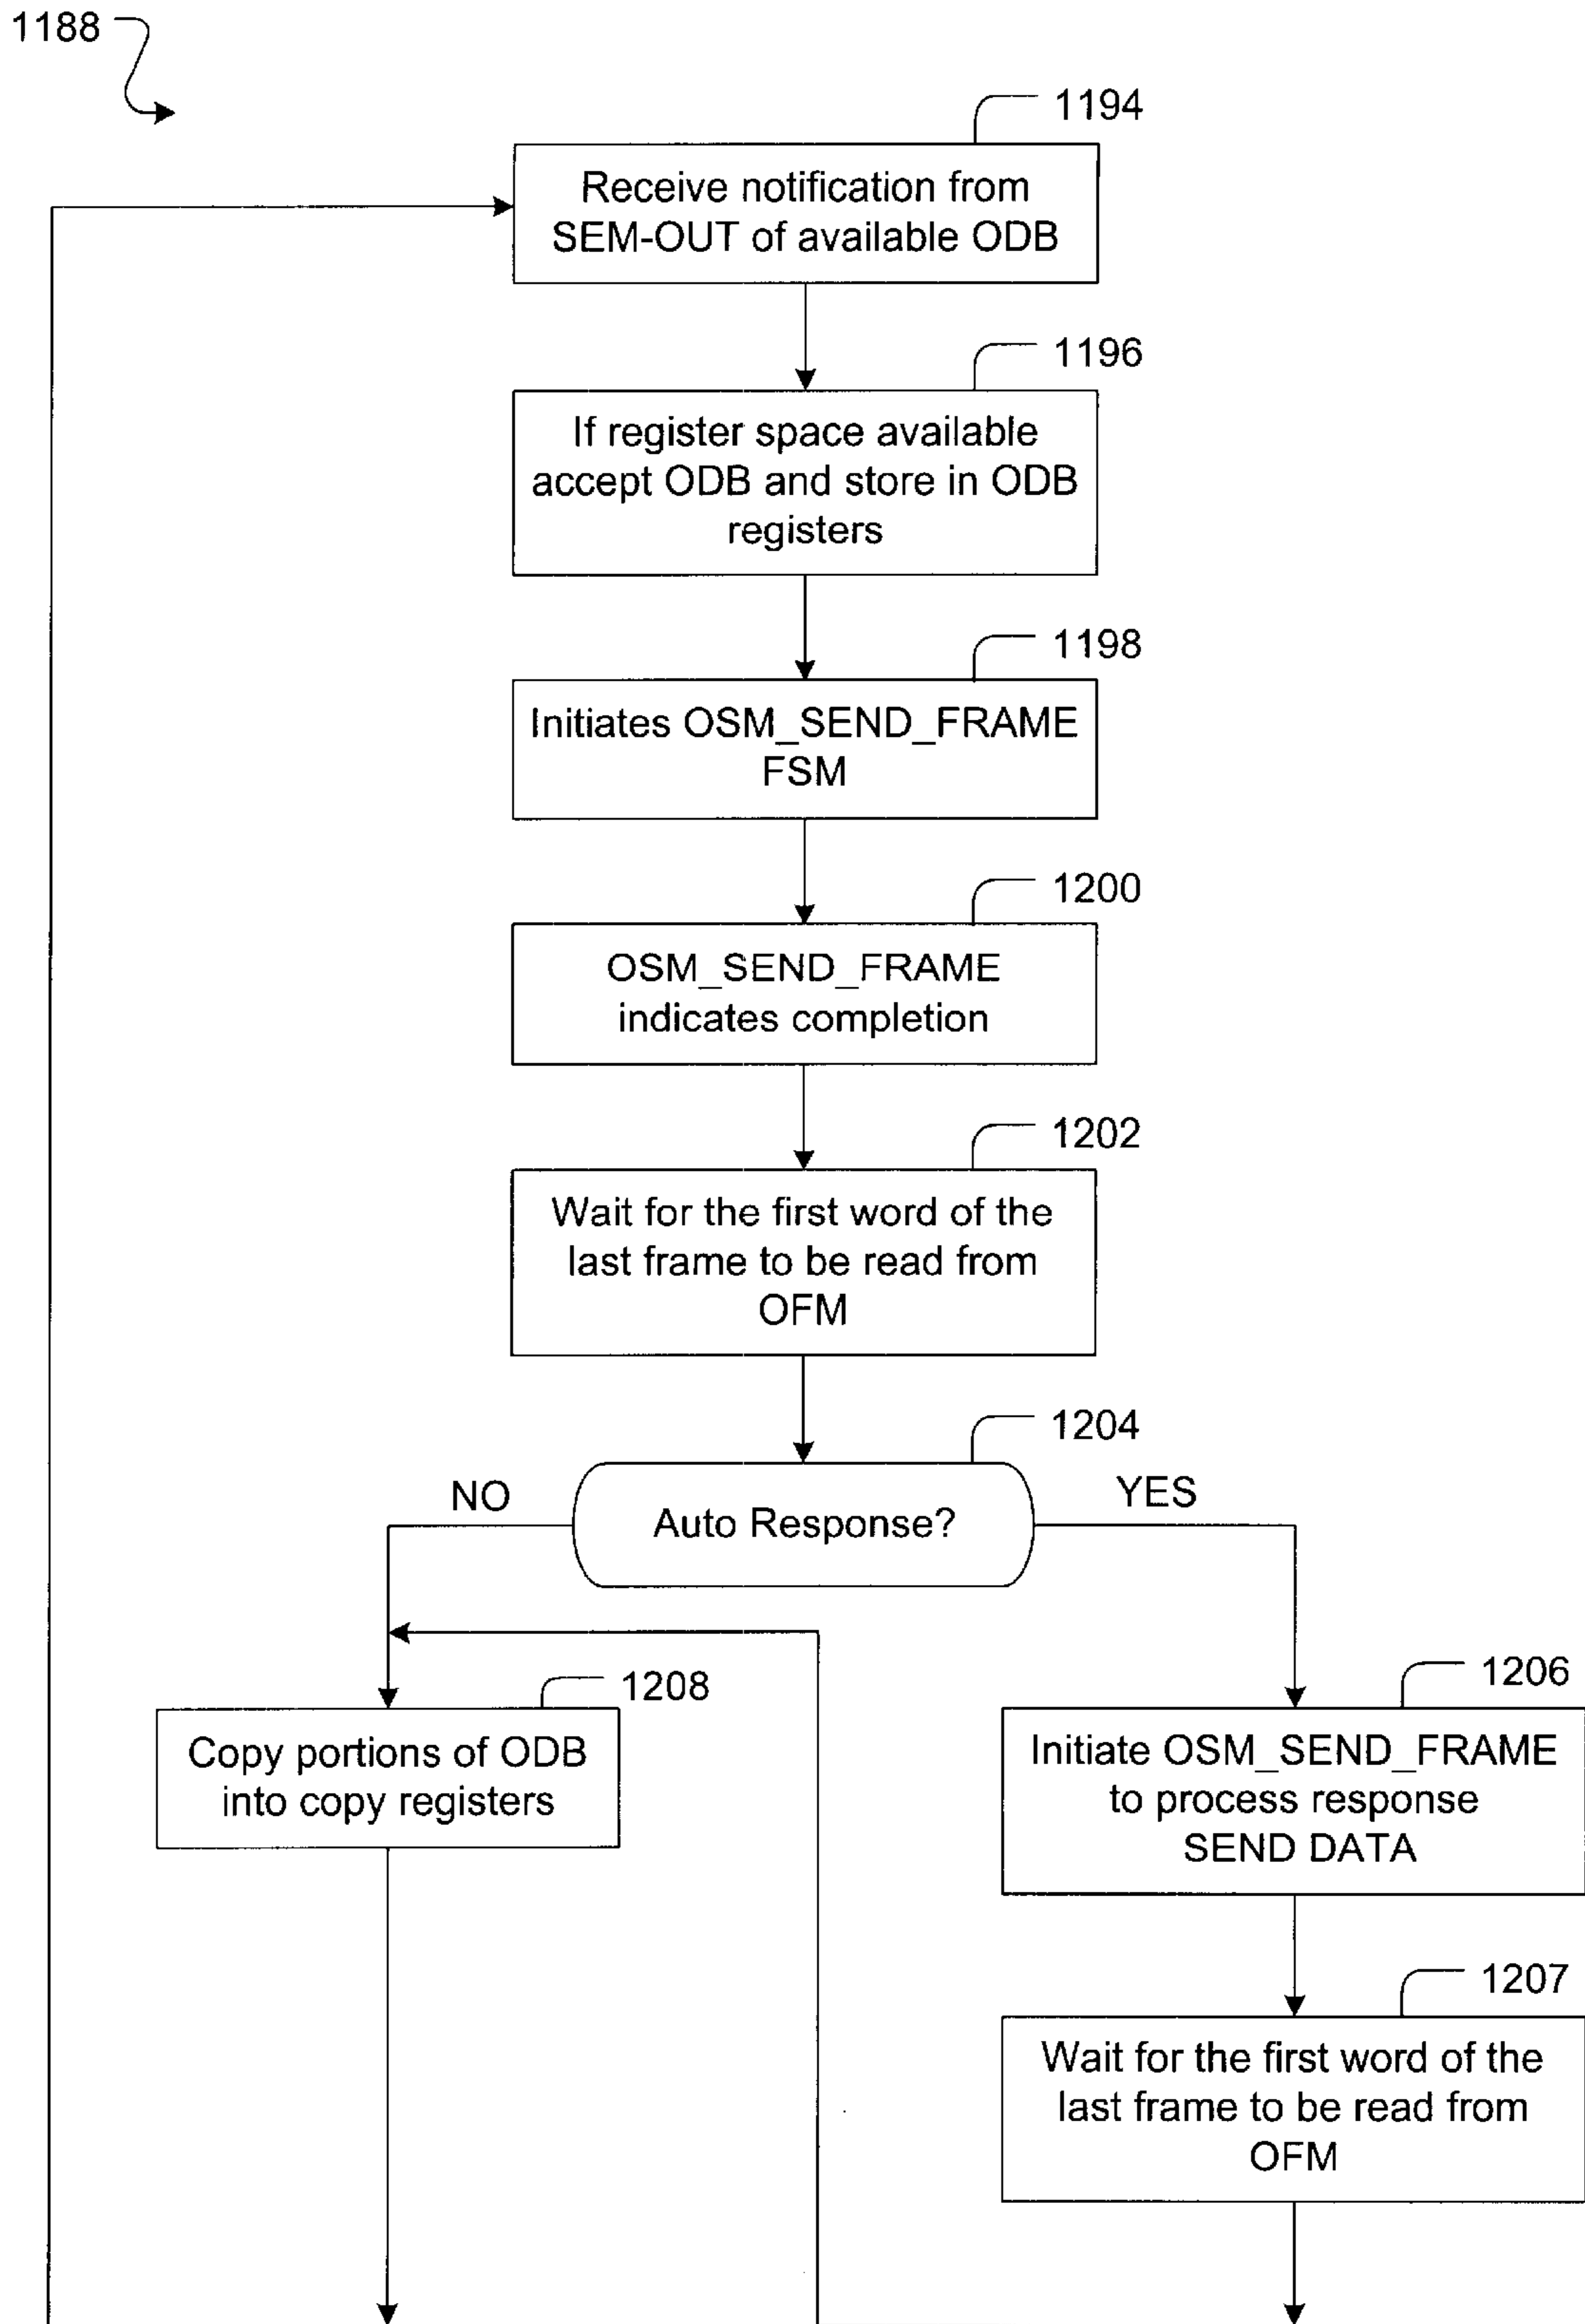 1188
1194
Receive notification from
SEM-OUT of available ODB
1196
If register space available
accept ODB and store in ODB
registers
1198
Initiates OSM_SEND_FRAME
FSM
1200
OSM_SEND_FRAME
indicates completion
1202
Wait for the first word of the
last frame to be read from
OFM
1204
NO
Auto Response?
YES
1208
Copy portions of ODB
into copy registers
1206
Initiate OSM_SEND_FRAME
to process response
SEND DATA
1207
Wait for the first word of the
last frame to be read from
OFM